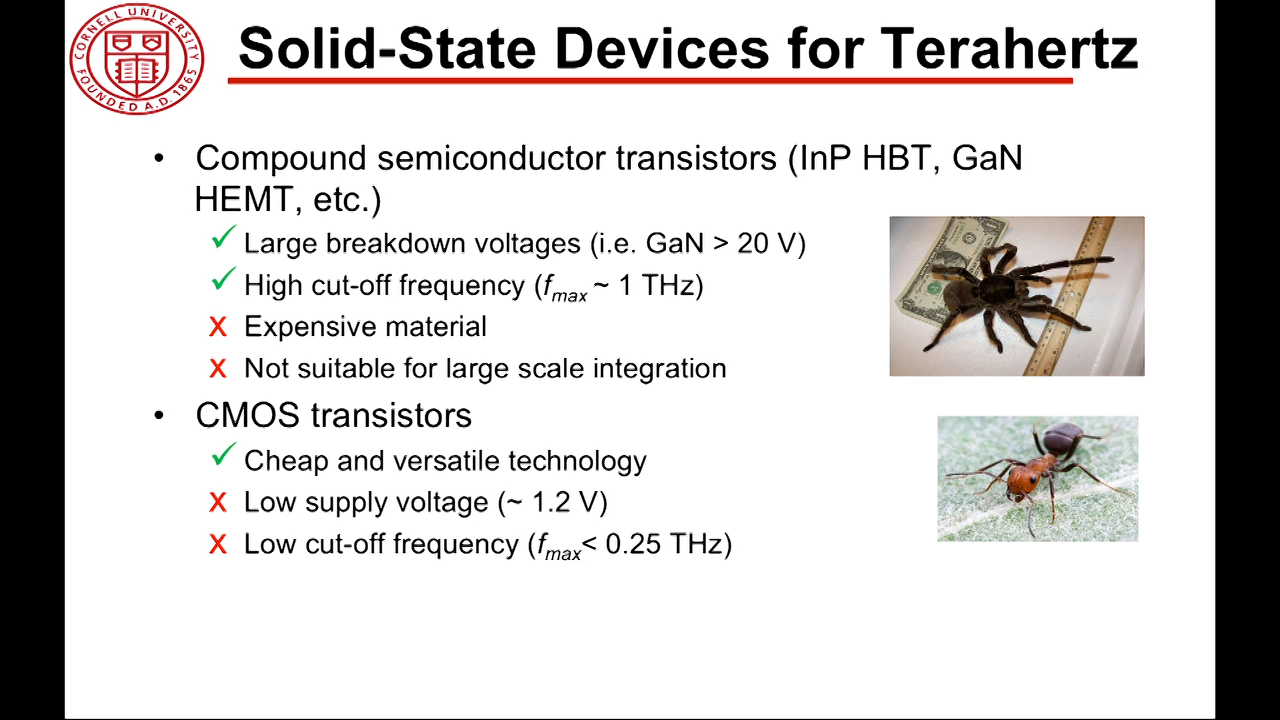 CORNELL UNIVERSITY
FOUNDED A.D. 1865
Solid-State Devices for Terahertz
• Compound semiconductor transistors (InP HBT, GaN
HEMT, etc.)
✓ Large breakdown voltages (i.e. GaN > 20 V)
✓ High cut-off frequency (fmax ~ 1 THz)
x Expensive material
x Not suitable for large scale integration
• CMOS transistors
✓ Cheap and versatile technology
x Low supply voltage (~ 1.2 V)
x Low cut-off frequency (fmax< 0.25 THz)